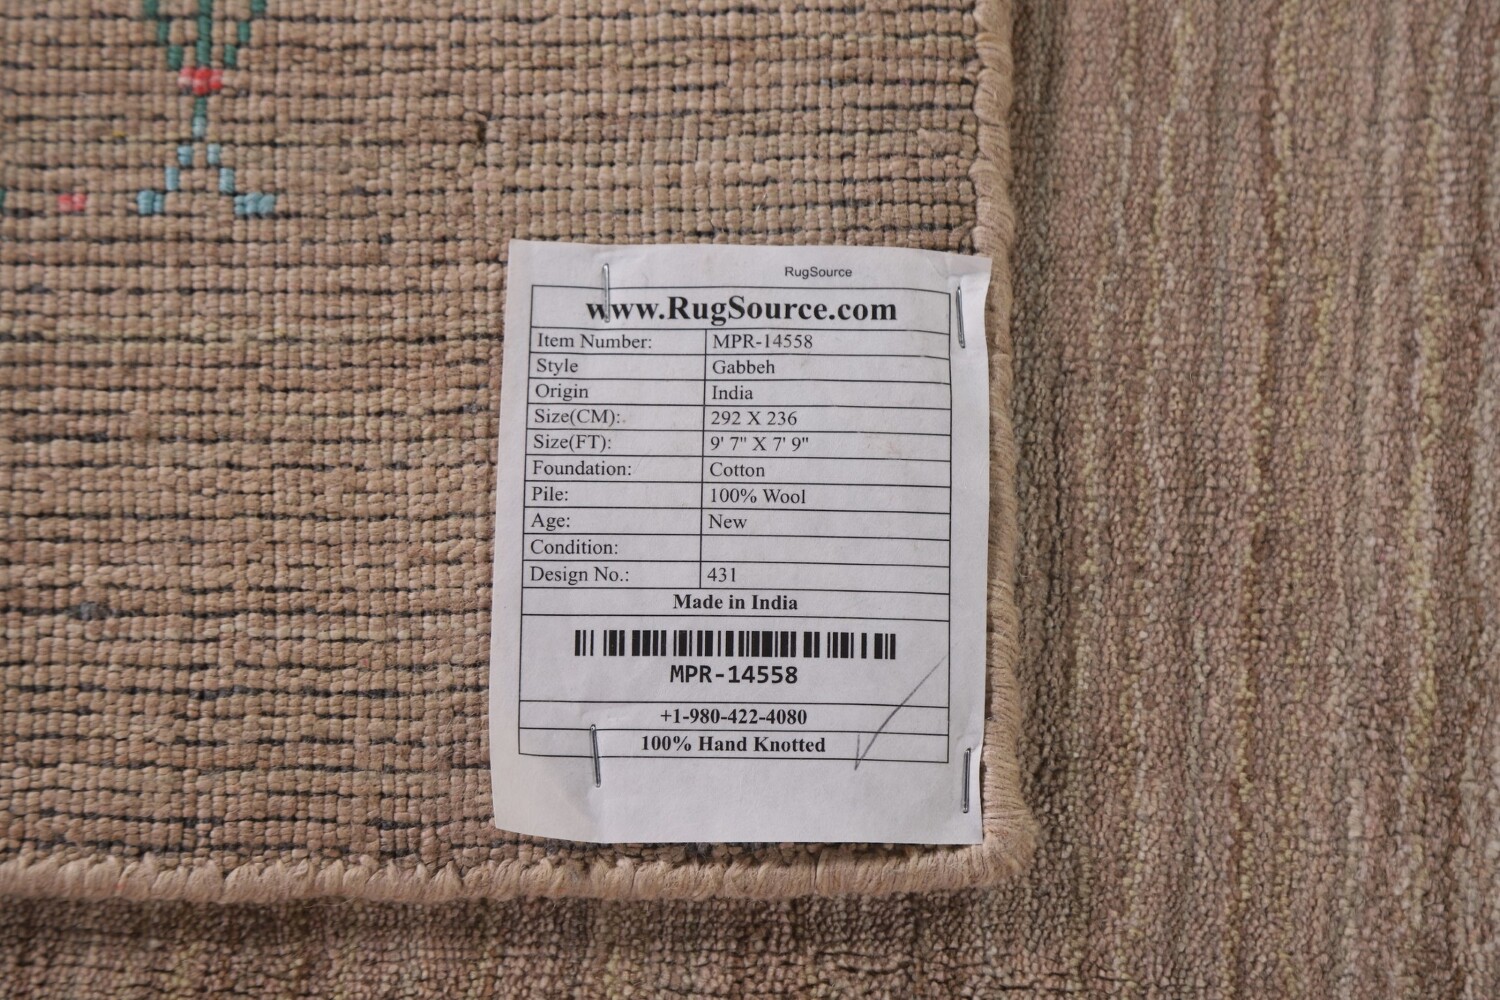 RugSource
www.RugSource.com
Item Number: MPR-14558
Style Gabbeh
Origin India
Size(CM): 292 X 236
Size(FT): 9' 7" X 7' 9"
Foundation: Cotton
Pile: 100% Wool
Age: New
Condition:
Design No.: 431
Made in India
MPR-14558
+1-980-422-4080
100% Hand Knotted